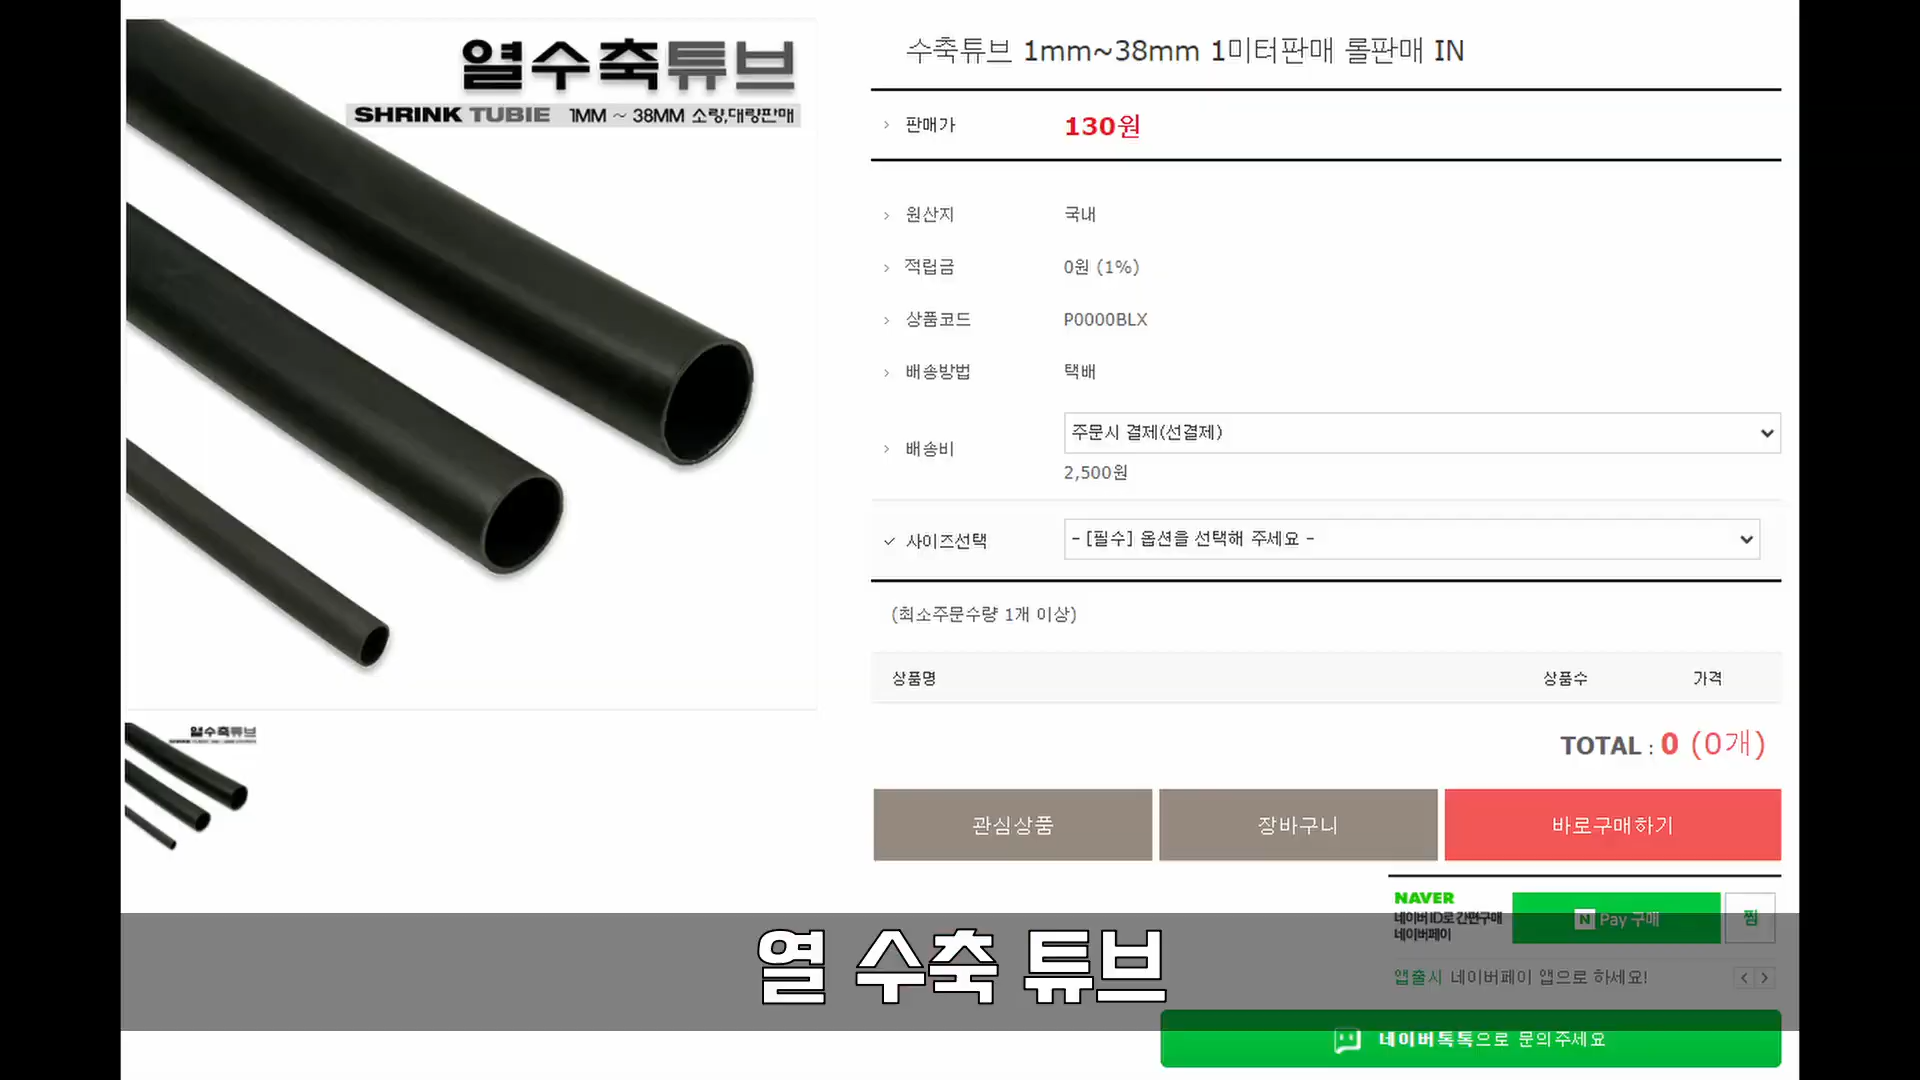 열수축튜브
SHRINK TUBIE 1MM ~ 38MM 소량,대량판매
수축튜브 1mm~38mm 1미터판매 롤판매 IN
판매가 130원
원산지 국내
적립금 0원 (1%)
상품코드 P0000BLX
배송방법 택배
배송비 주문시 결제(선결제)
2,500원
사이즈선택 - [필수] 옵션을 선택해 주세요 -
(최소주문수량 1개 이상)
상품명 상품수 가격
열수축튜브
TOTAL : 0 (0개)
관심상품 장바구니 바로구매하기
NAVER
네이버ID로 간편구매
네이버페이
N Pay 구매 찜
앱출시 네이버페이 앱으로 하세요!
열 수축 튜브
네이버톡톡으로 문의주세요